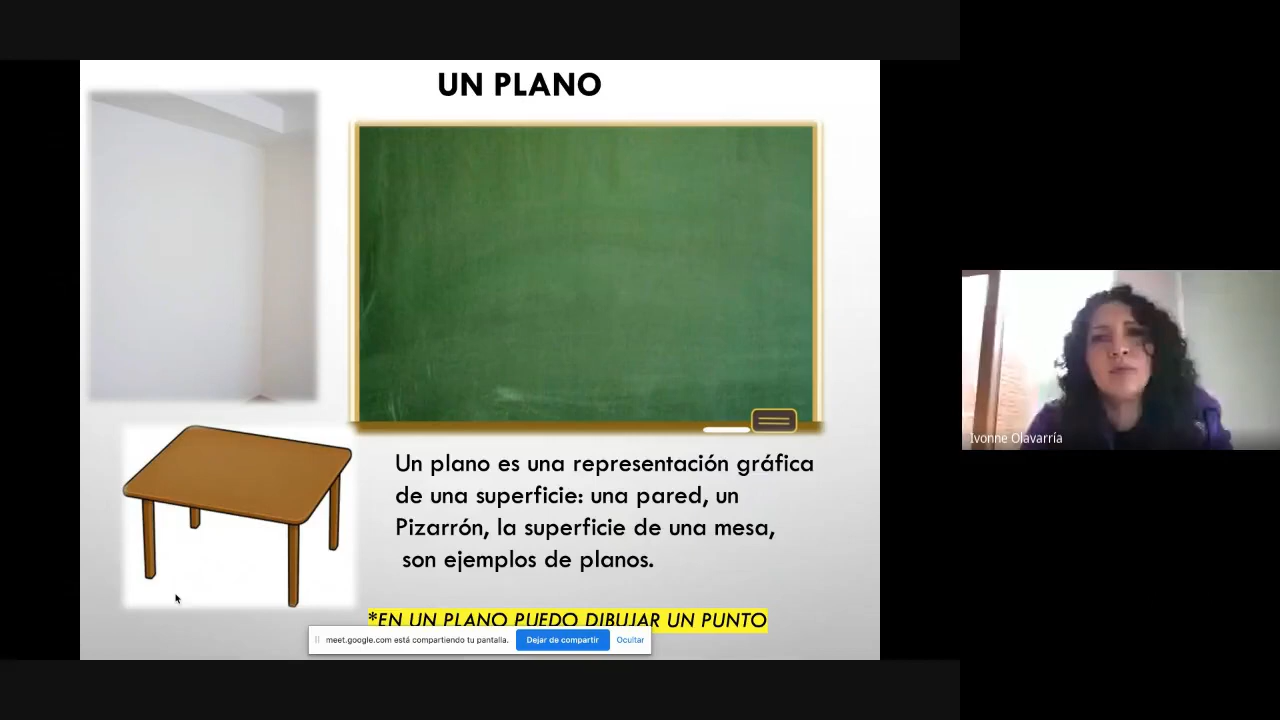 UN PLANO
Un plano es una representación gráfica
de una superficie: una pared, un
Pizarrón, la superficie de una mesa,
son ejemplos de planos.
*EN UN PLANO PUEDO DIBUJAR UN PUNTO
meet.google.com está compartiendo tu pantalla.
Dejar de compartir
Ocultar
Ivonne Olavarría